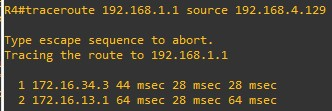 R4#traceroute 192.168.1.1 source 192.168.4.129
Type escape sequence to abort.
Tracing the route to 192.168.1.1
1 172.16.34.3 44 msec 28 msec 28 msec
2 172.16.13.1 64 msec 28 msec 64 msec